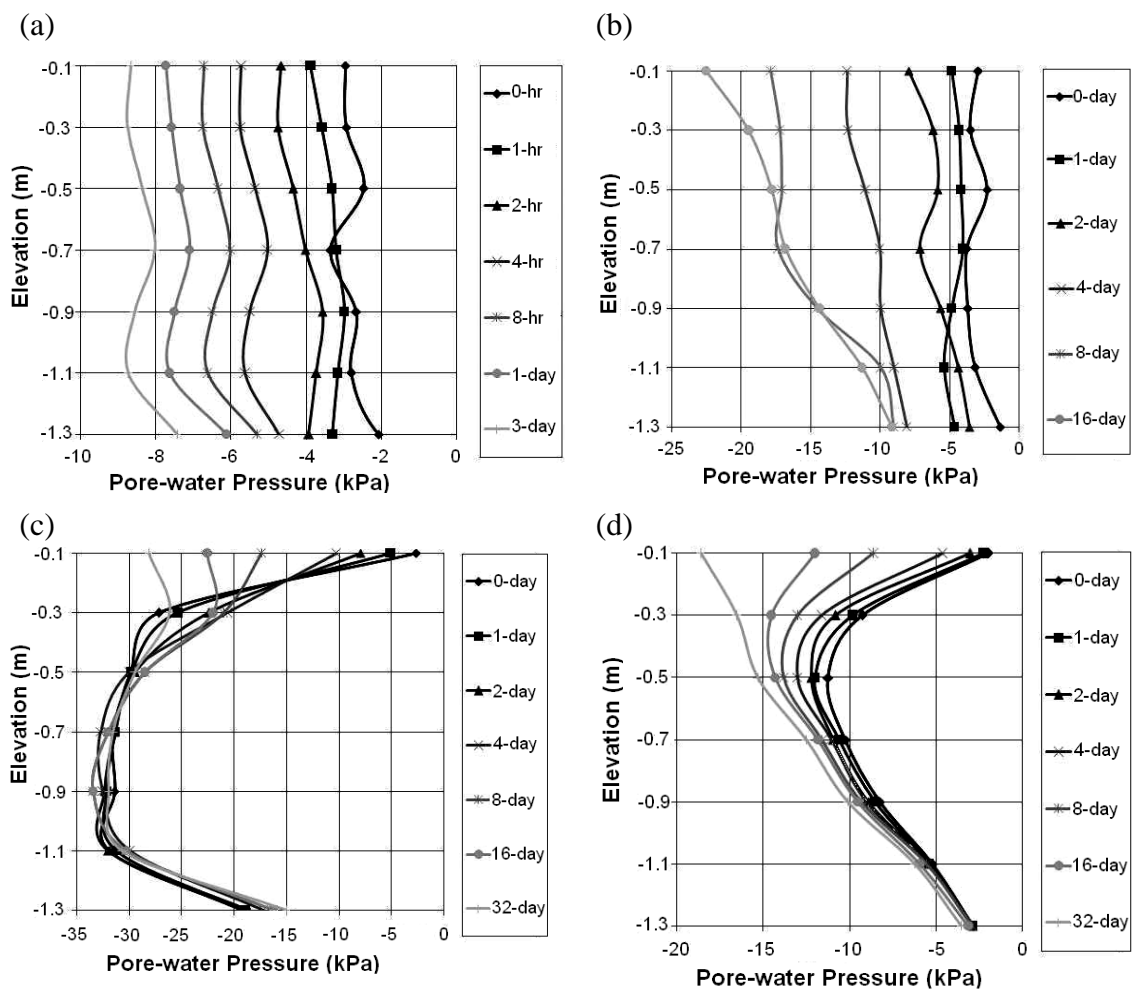 (a)
-0.1
-0.3
-0.5
-0.7
-0.9
-1.1
-1.3
Elevation (m)
-10 -8 -6 -4 -2 0
Pore-water Pressure (kPa)
0-hr
1-hr
2-hr
4-hr
8-hr
1-day
3-day
(b)
-0.1
-0.3
-0.5
-0.7
-0.9
-1.1
-1.3
Elevation (m)
-25 -20 -15 -10 -5 0
Pore-water Pressure (kPa)
0-day
1-day
2-day
4-day
8-day
16-day
(c)
-0.1
-0.3
-0.5
-0.7
-0.9
-1.1
-1.3
Elevation (m)
-35 -30 -25 -20 -15 -10 -5 0
Pore-water Pressure (kPa)
0-day
1-day
2-day
4-day
8-day
16-day
32-day
(d)
-0.1
-0.3
-0.5
-0.7
-0.9
-1.1
-1.3
Elevation (m)
-20 -15 -10 -5 0
Pore-water Pressure (kPa)
0-day
1-day
2-day
4-day
8-day
16-day
32-day